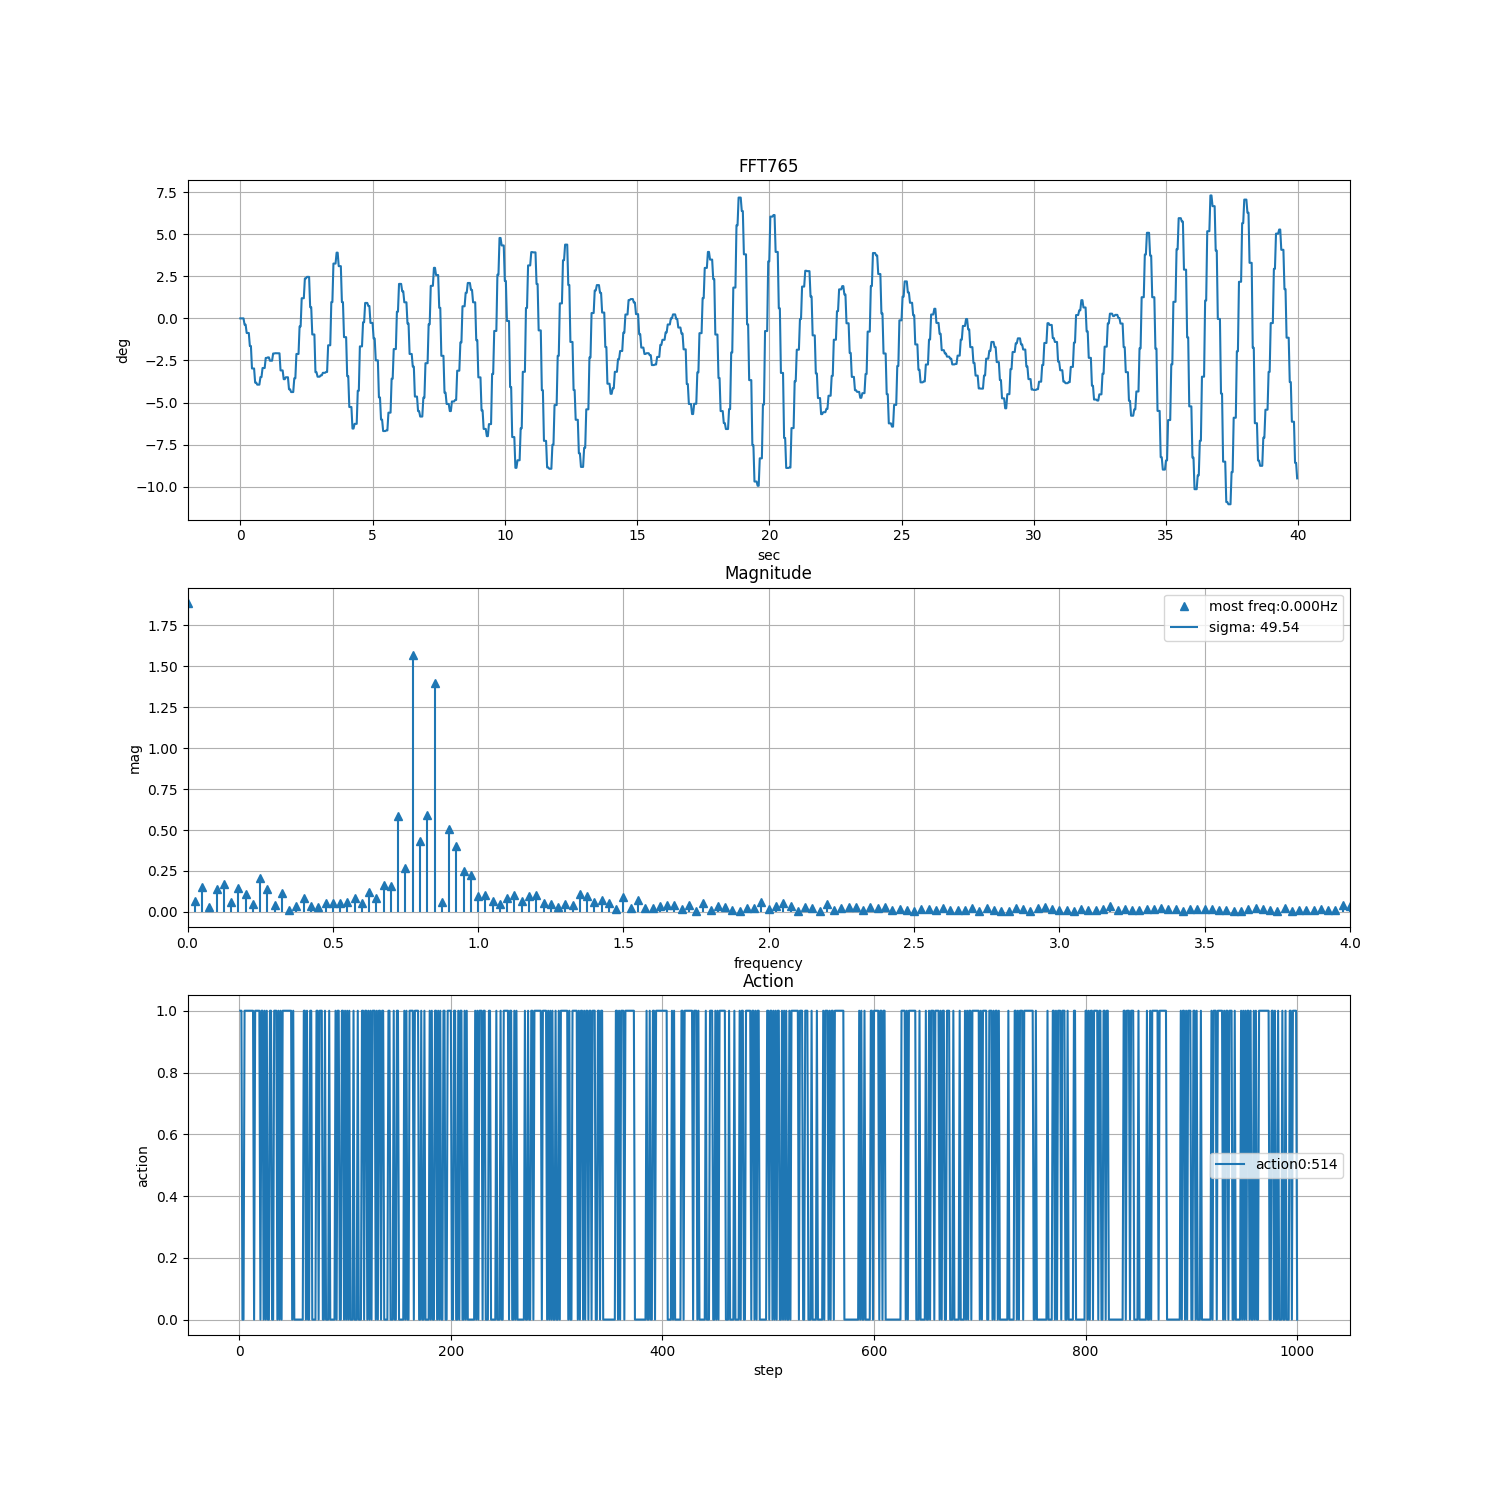 FFT765
7.5
5.0
2.5
0.0
−2.5
−5.0
−7.5
−10.0
deg
0 5 10 15 20 25 30 35 40
sec
Magnitude
most freq:0.000Hz
sigma: 49.54
1.75
1.50
1.25
1.00
0.75
0.50
0.25
0.00
mag
0.0 0.5 1.0 1.5 2.0 2.5 3.0 3.5 4.0
frequency
Action
1.0
0.8
0.6
0.4
0.2
0.0
action
action0:514
0 200 400 600 800 1000
step